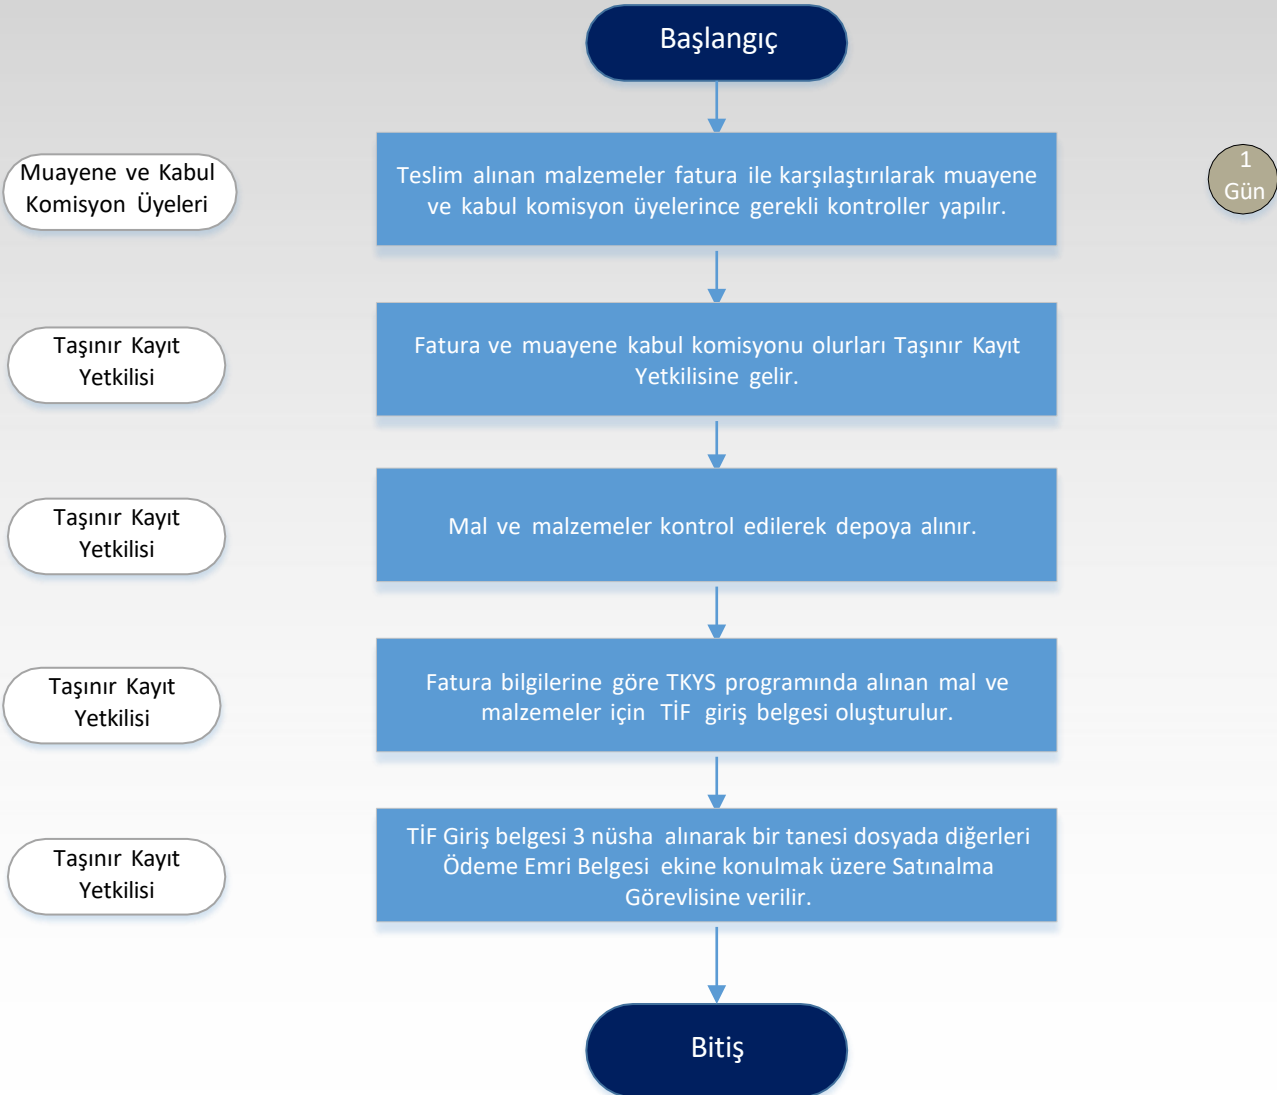 Başlangıç
Muayene ve Kabul
Komisyon Üyeleri
Teslim alınan malzemeler fatura ile karşılaştırılarak muayene
ve kabul komisyon üyelerince gerekli kontroller yapılır.
1
Gün
Taşınır Kayıt
Yetkilisi
Fatura ve muayene kabul komisyonu olurları Taşınır Kayıt
Yetkilisine gelir.
Taşınır Kayıt
Yetkilisi
Mal ve malzemeler kontrol edilerek depoya alınır.
Taşınır Kayıt
Yetkilisi
Fatura bilgilerine göre TKYS programında alınan mal ve
malzemeler için TİF giriş belgesi oluşturulur.
Taşınır Kayıt
Yetkilisi
TİF Giriş belgesi 3 nüsha alınarak bir tanesi dosyada diğerleri
Ödeme Emri Belgesi ekine konulmak üzere Satınalma
Görevlisine verilir.
Bitiş